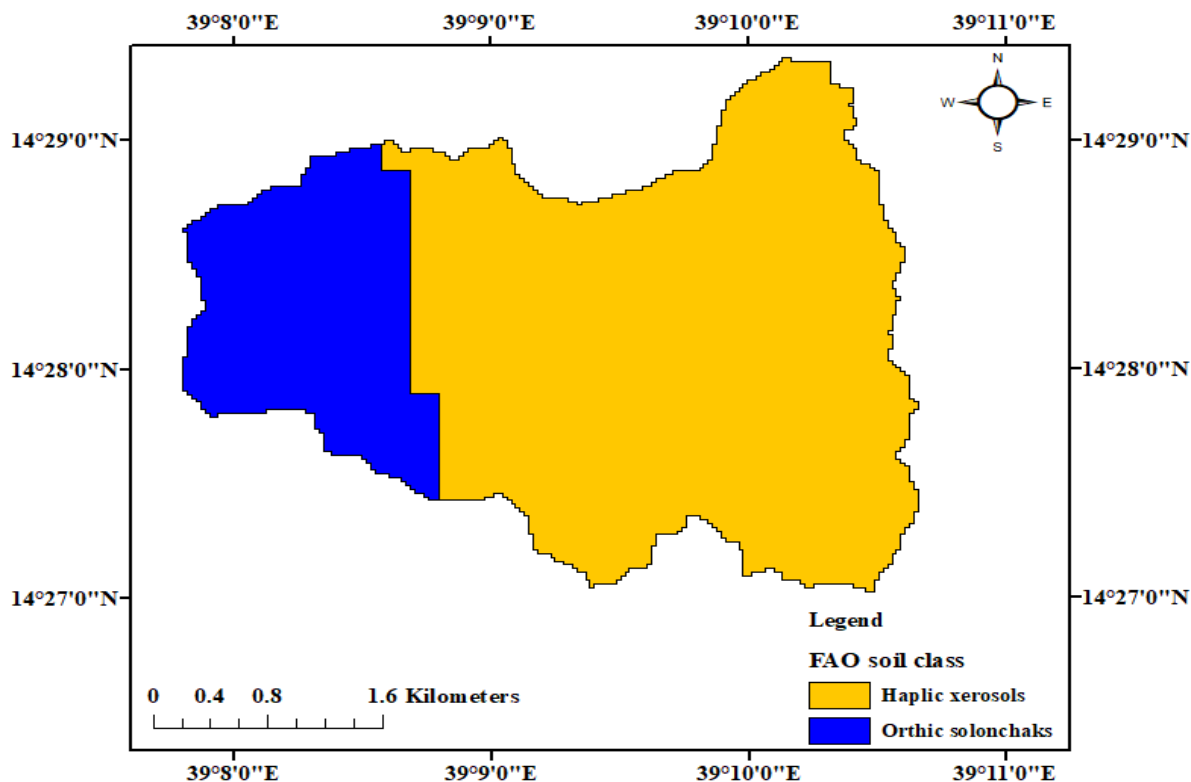 39°8'0"E 39°9'0"E 39°10'0"E 39°11'0"E
N
W E
S
14°29'0"N 14°29'0"N
14°28'0"N 14°28'0"N
14°27'0"N 14°27'0"N
Legend
FAO soil class
Haplic xerosols
Orthic solonchaks
0 0.4 0.8 1.6 Kilometers
39°8'0"E 39°9'0"E 39°10'0"E 39°11'0"E